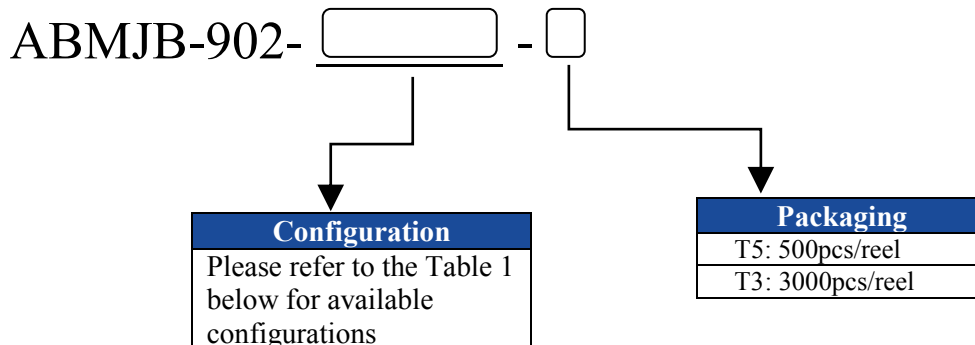 ABMJB-902- -
Configuration
Please refer to the Table 1
below for available
configurations
Packaging
T5: 500pcs/reel
T3: 3000pcs/reel